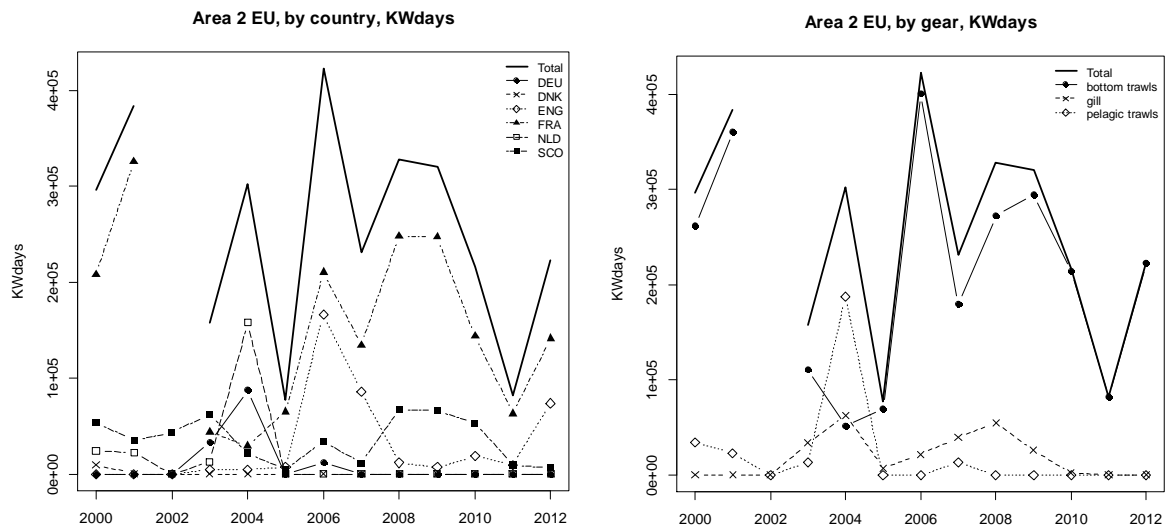 Area 2 EU, by country, KWdays
KWdays
0e+00
1e+05
2e+05
3e+05
4e+05
Total
DEU
DNK
ENG
FRA
NLD
SCO
2000 2002 2004 2006 2008 2010 2012
Area 2 EU, by gear, KWdays
KWdays
0e+00
1e+05
2e+05
3e+05
4e+05
Total
bottom trawls
gill
pelagic trawls
2000 2002 2004 2006 2008 2010 2012